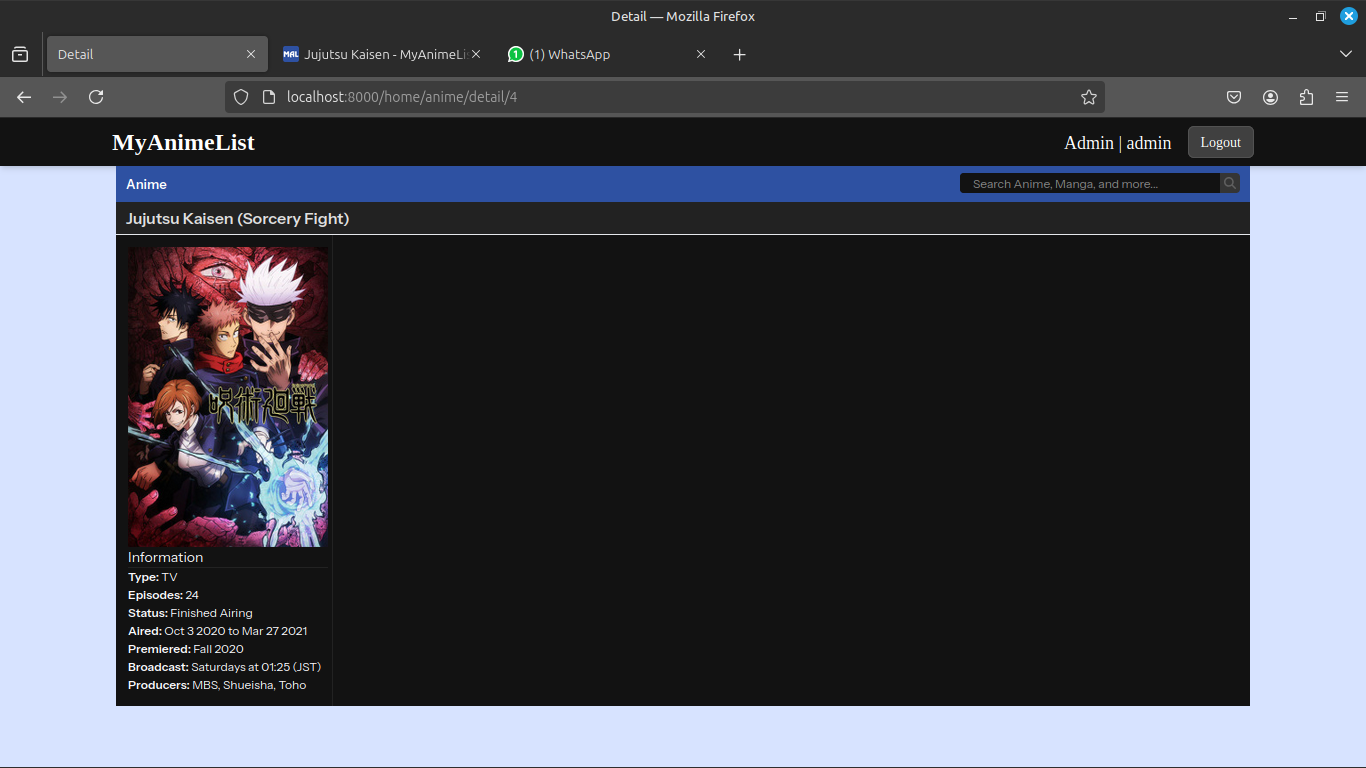 Detail — Mozilla Firefox
Detail
MAL Jujutsu Kaisen - MyAnimeLi
1 (1) WhatsApp
localhost:8000/home/anime/detail/4
MyAnimeList
Admin | admin
Logout
Anime
Search Anime, Manga, and more...
Jujutsu Kaisen (Sorcery Fight)
呪術廻戦
Information
Type: TV
Episodes: 24
Status: Finished Airing
Aired: Oct 3 2020 to Mar 27 2021
Premiered: Fall 2020
Broadcast: Saturdays at 01:25 (JST)
Producers: MBS, Shueisha, Toho